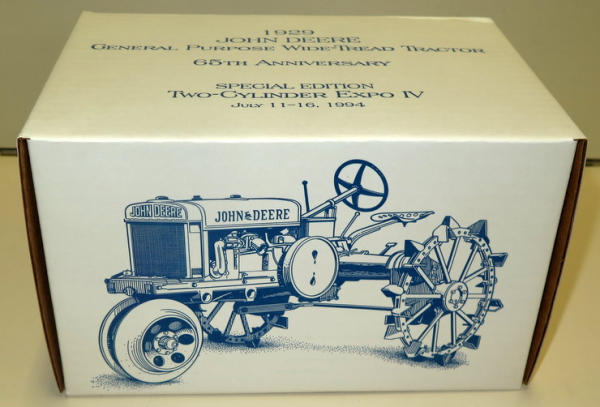 1929
JOHN DEERE
GENERAL PURPOSE WIDE-TREAD TRACTOR
65TH ANNIVERSARY
SPECIAL EDITION
TWO-CYLINDER EXPO IV
JULY 11-16, 1994
JOHN DEERE
JOHN DEERE